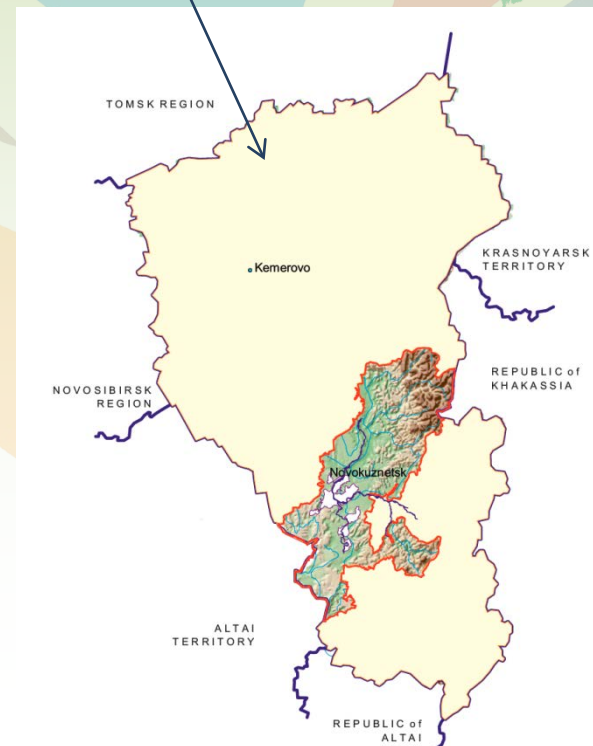 TOMSK REGION
Kemerovo
KRASNOYARSK
TERRITORY
REPUBLIC of
KHAKASSIA
NOVOSIBIRSK
REGION
Novokuznetsk
ALTAI
TERRITORY
REPUBLIC of
ALTAI